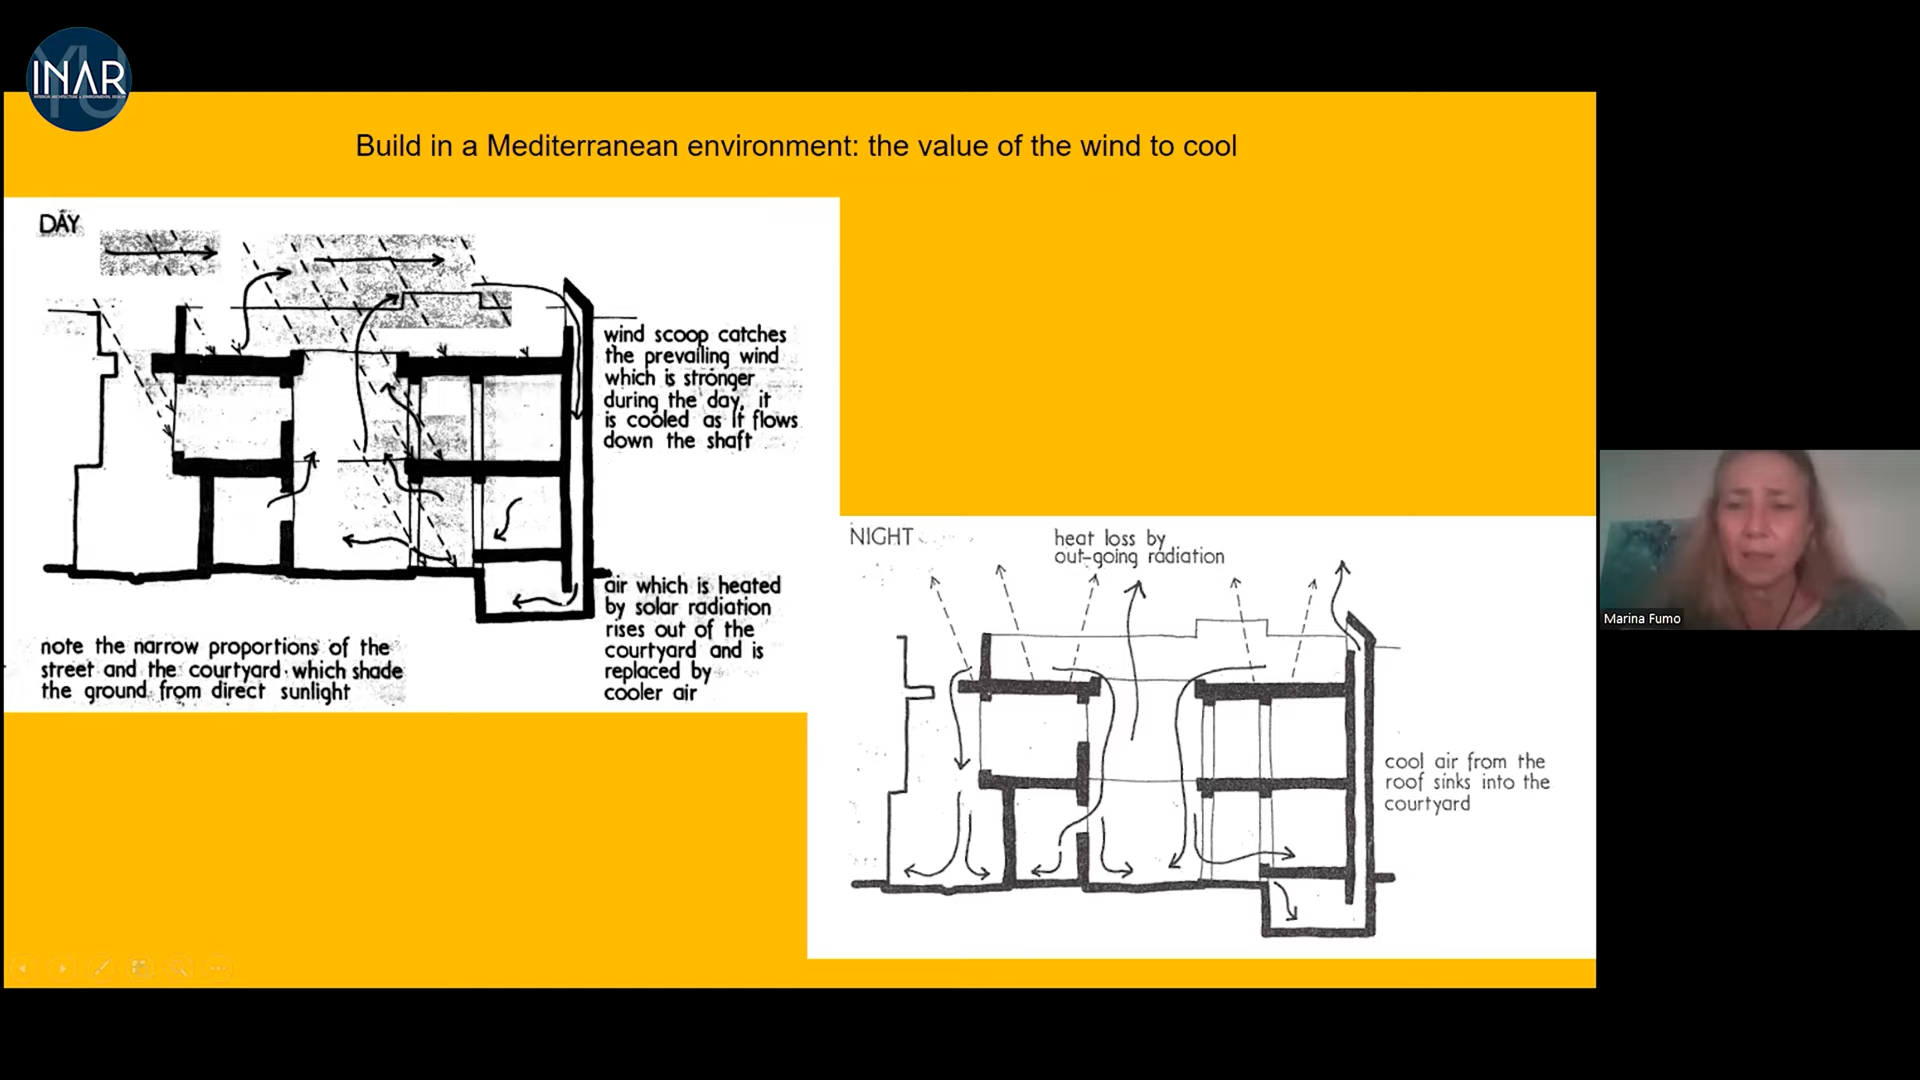 YU
INAR
Build in a Mediterranean environment: the value of the wind to cool
DAY
wind scoop catches
the prevailing wind
which is stronger
during the day, it
is cooled as it flows
down the shaft
air which is heated
by solar radiation
rises out of the
courtyard and is
replaced by
cooler air
note the narrow proportions of the
street and the courtyard which shade
the ground from direct sunlight
NIGHT
heat loss by
out-going radiation
cool air from the
roof sinks into the
courtyard
Marina Fumo